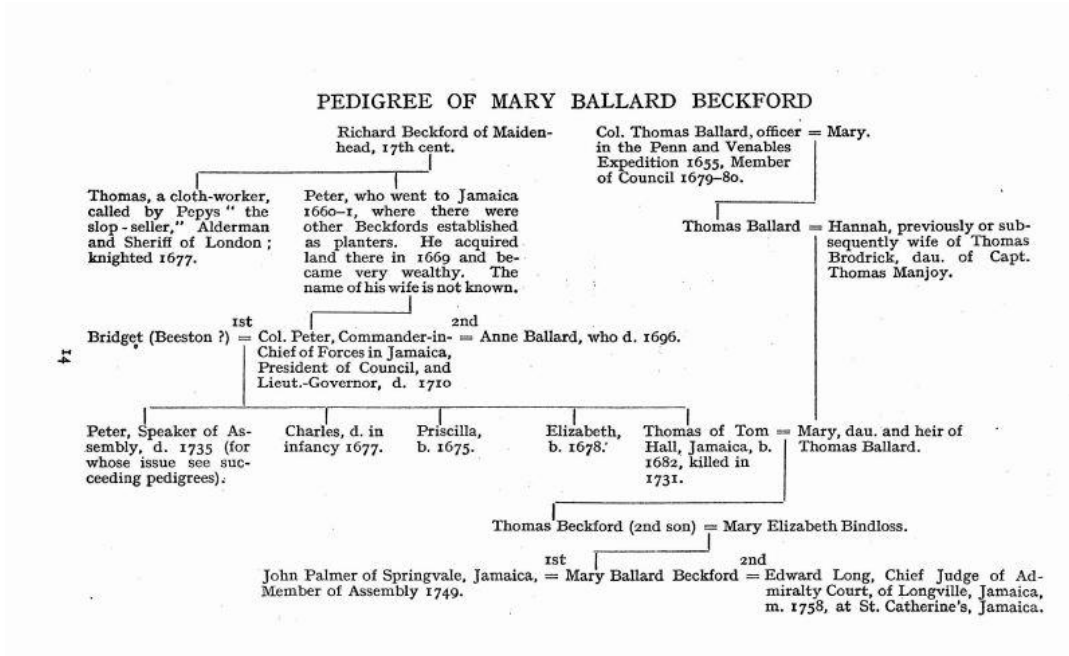 PEDIGREE OF MARY BALLARD BECKFORD
Richard Beckford of Maiden-
head, 17th cent.
Col. Thomas Ballard, officer = Mary.
in the Penn and Venables
Expedition 1655, Member
of Council 1679–80.
Thomas, a cloth-worker,
called by Pepys " the
slop-seller," Alderman
and Sheriff of London ;
knighted 1677.
Peter, who went to Jamaica
1660–1, where there were
other Beckfords established
as planters. He acquired
land there in 1669 and be-
came very wealthy. The
name of his wife is not known.
Thomas Ballard = Hannah, previously or sub-
sequently wife of Thomas
Brodrick, dau. of Capt.
Thomas Manjoy.
1st
2nd
Bridget (Beeston ?) = Col. Peter, Commander-in- = Anne Ballard, who d. 1696.
Chief of Forces in Jamaica,
President of Council, and
Lieut.-Governor, d. 1710
14
Peter, Speaker of As-
sembly, d. 1735 (for
whose issue see suc-
ceeding pedigrees).
Charles, d. in
infancy 1677.
Priscilla,
b. 1675.
Elizabeth,
b. 1678.
Thomas of Tom = Mary, dau. and heir of
Hall, Jamaica, b.
1682, killed in
1731.
Thomas Ballard.
Thomas Beckford (2nd son) = Mary Elizabeth Bindloss.
1st
2nd
John Palmer of Springvale, Jamaica, = Mary Ballard Beckford = Edward Long, Chief Judge of Ad-
Member of Assembly 1749.
miralty Court, of Longville, Jamaica,
m. 1758, at St. Catherine's, Jamaica.